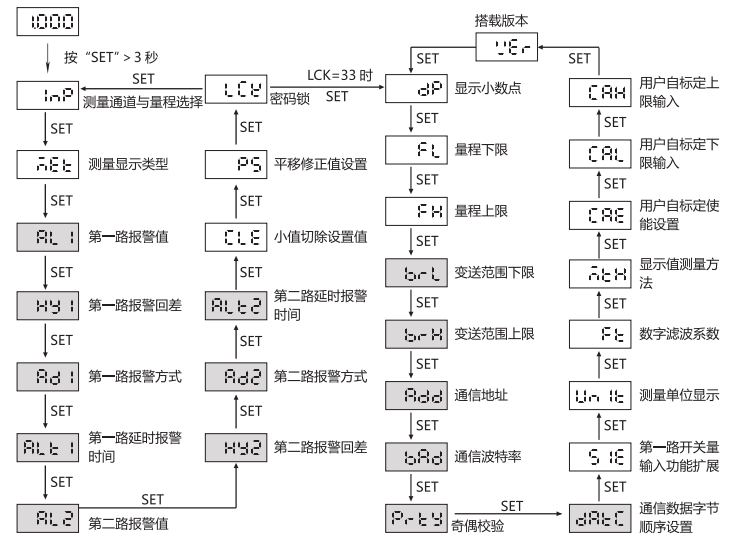 1.000
按 “SET” > 3 秒
InP
测量通道与量程选择
SET
ñEt
测量显示类型
SET
AL1
第一路报警值
SET
HY1
第一路报警回差
SET
Ad1
第一路报警方式
SET
ALt1
第一路延时报警
时间
SET
AL2
第二路报警值
SET
HY2
第二路报警回差
SET
Ad2
第二路报警方式
SET
ALt2
第二路延时报警
时间
SET
CLE
小值切除设置值
SET
PS
平移修正值设置
SET
LCK
密码锁
SET
LCK=33 时
SET
dP
显示小数点
SET
FL
量程下限
SET
FH
量程上限
SET
brL
变送范围下限
SET
brH
变送范围上限
SET
Add
通信地址
SET
bAd
通信波特率
SET
PrtY
奇偶校验
SET
dAtC
通信数据字节
顺序设置
SET
S1E
第一路开关量
输入功能扩展
SET
UnIt
测量单位显示
SET
Ft
数字滤波系数
SET
ñtH
显示值测量方
法
SET
CAE
用户自标定使
能设置
SET
CAL
用户自标定下
限输入
SET
CAH
用户自标定上
限输入
SET
VEr
搭载版本
SET
SET